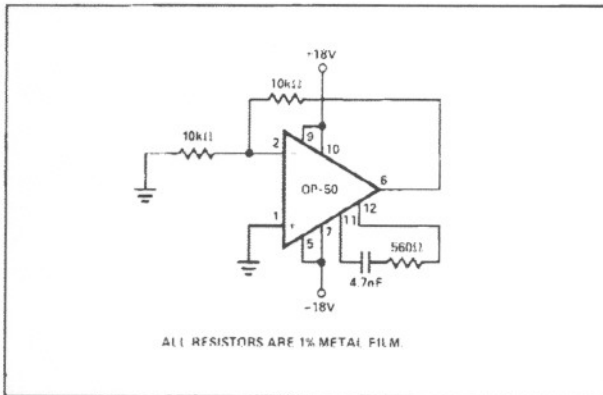 +18V
10kΩ
10kΩ
2
9
10
-
OP-50
6
1
+
5
7
11
12
560Ω
4.7nF
-18V
ALL RESISTORS ARE 1% METAL FILM.